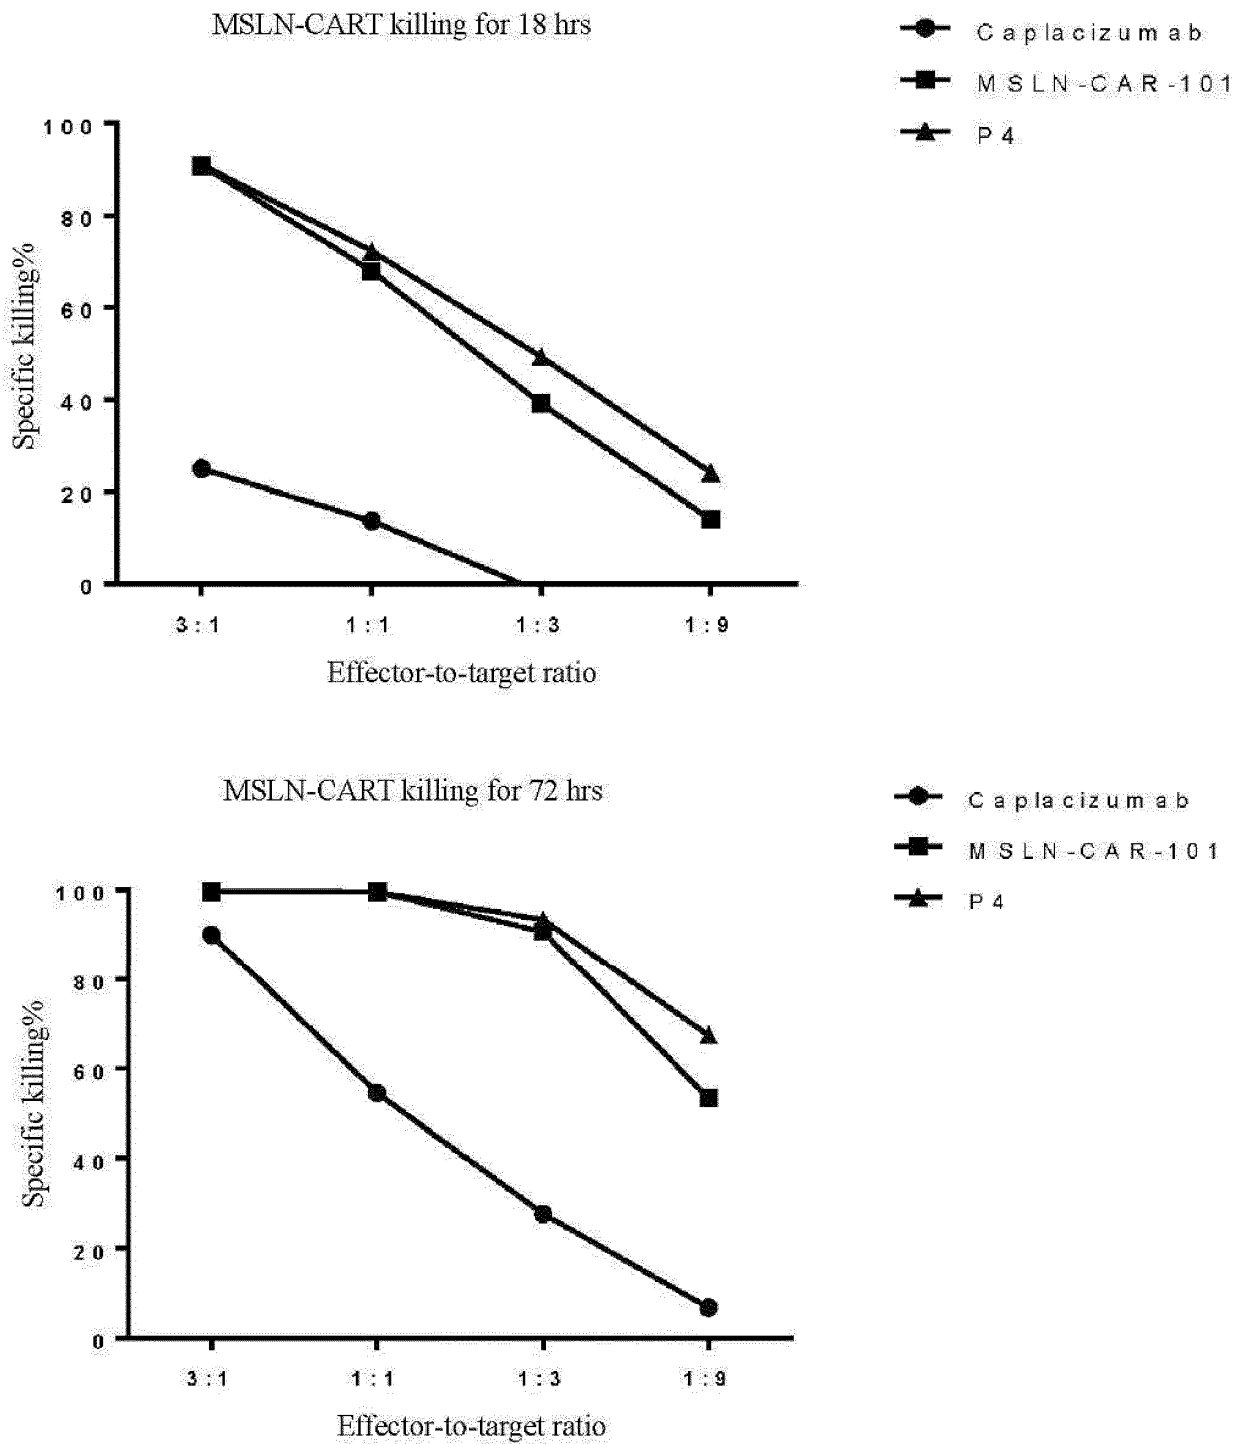 MSLN-CART killing for 18 hrs
Caplacizumab
MSLN-CAR-101
P4
Specific killing%
100
80
60
40
20
0
3:1 1:1 1:3 1:9
Effector-to-target ratio
MSLN-CART killing for 72 hrs
Caplacizumab
MSLN-CAR-101
P4
Specific killing%
100
80
60
40
20
0
3:1 1:1 1:3 1:9
Effector-to-target ratio